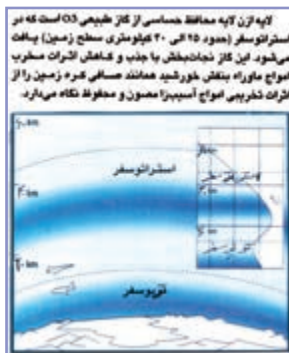 لایه ازن لایه محافظ حساسی از گاز طبیعی O3 است که در
استراتوسفر (حدود ۲۵ الی ۳۰ کیلومتری سطح زمین) یافت
می‌شود. این گاز نجات‌بخش با جذب و کاهش اثرات مخرب
امواج ماوراء بنفش خورشید همانند صافی کره زمین را از
اثرات تخریبی امواج آسیب‌زا مصون و محفوظ نگاه می‌دارد.
استراتوسفر
تروپوسفر